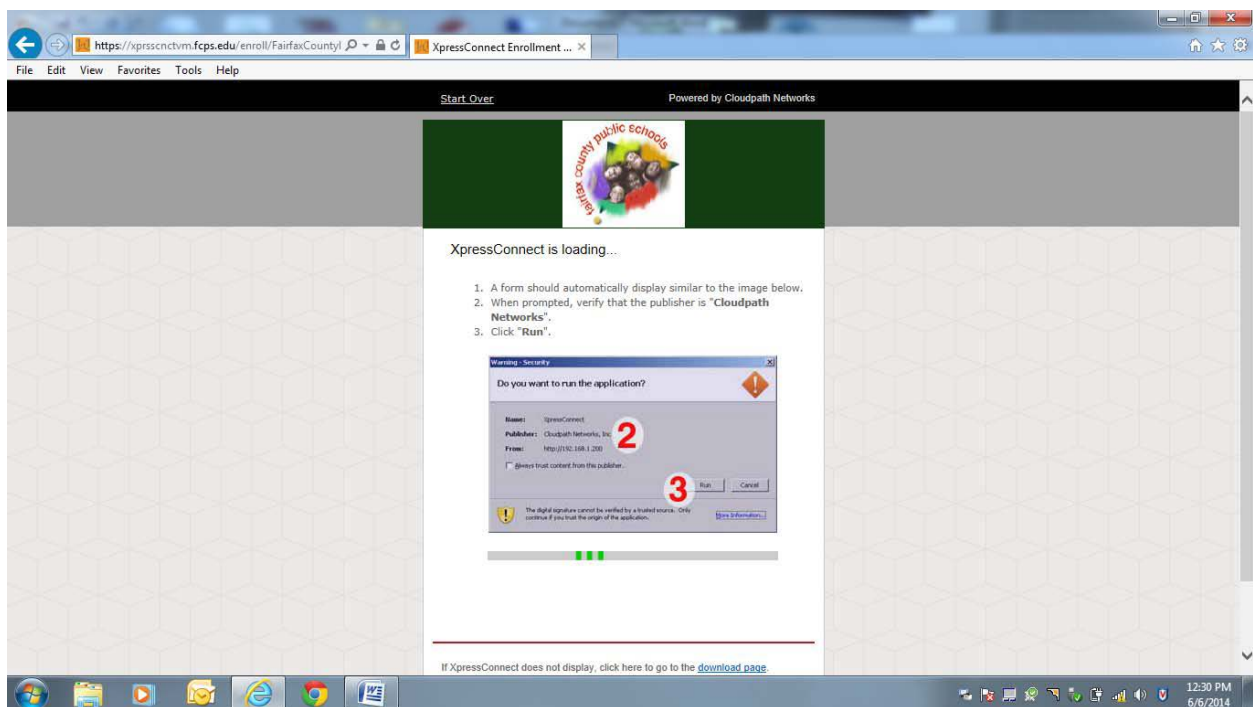 https://xprsscnctvm.fcps.edu/enroll/FairfaxCountyl
XpressConnect Enrollment ...
File Edit View Favorites Tools Help
Start Over
Powered by Cloudpath Networks
fairfax county public schools
XpressConnect is loading...
1. A form should automatically display similar to the image below.
2. When prompted, verify that the publisher is "Cloudpath
Networks".
3. Click "Run".
Warning - Security
Do you want to run the application?
Name: XpressConnect
Publisher: Cloudpath Networks, Inc
2
From: http://192.168.1.200
Always trust content from this publisher.
3
Run
Cancel
The digital signature cannot be verified by a trusted source. Only
continue if you trust the origin of the application.
More Information...
If XpressConnect does not display, click here to go to the download page.
12:30 PM
6/6/2014